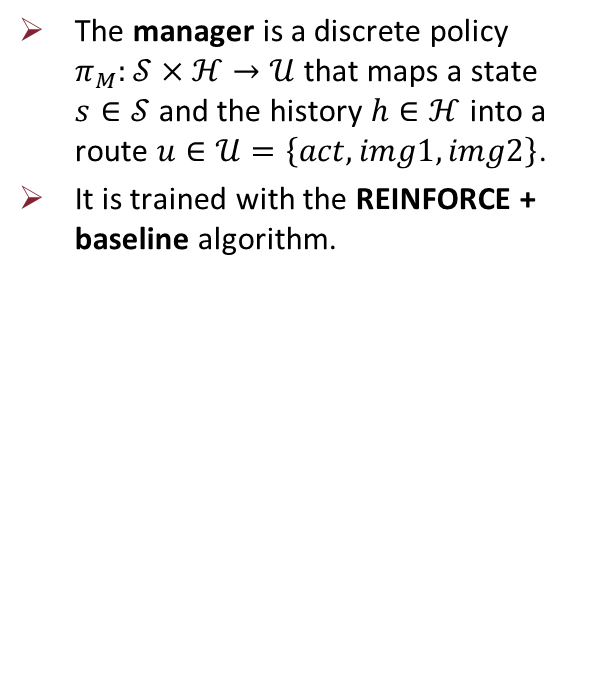 ➢ The manager is a discrete policy
π_M: 𝒮 × ℋ → 𝒰 that maps a state
s ∈ 𝒮 and the history h ∈ ℋ into a
route u ∈ 𝒰 = {act, img1, img2}.
➢ It is trained with the REINFORCE +
baseline algorithm.